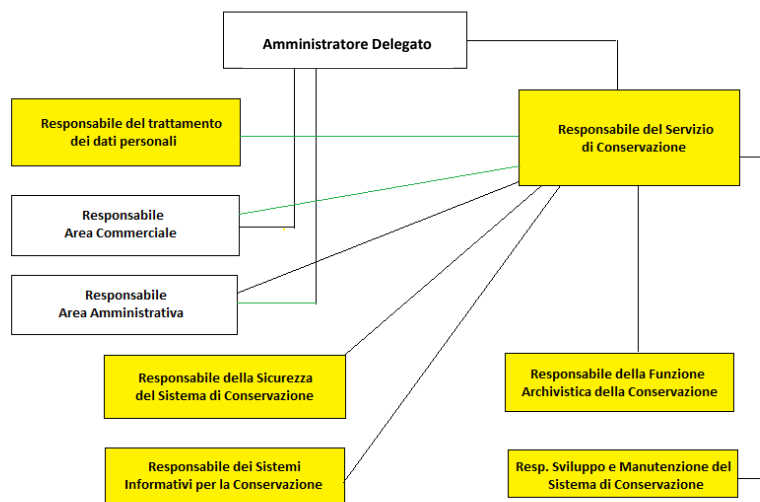 Amministratore Delegato
Responsabile del trattamento
dei dati personali
Responsabile del Servizio
di Conservazione
Responsabile
Area Commerciale
Responsabile
Area Amministrativa
Responsabile della Sicurezza
del Sistema di Conservazione
Responsabile della Funzione
Archivistica della Conservazione
Responsabile dei Sistemi
Informativi per la Conservazione
Resp. Sviluppo e Manutenzione del
Sistema di Conservazione